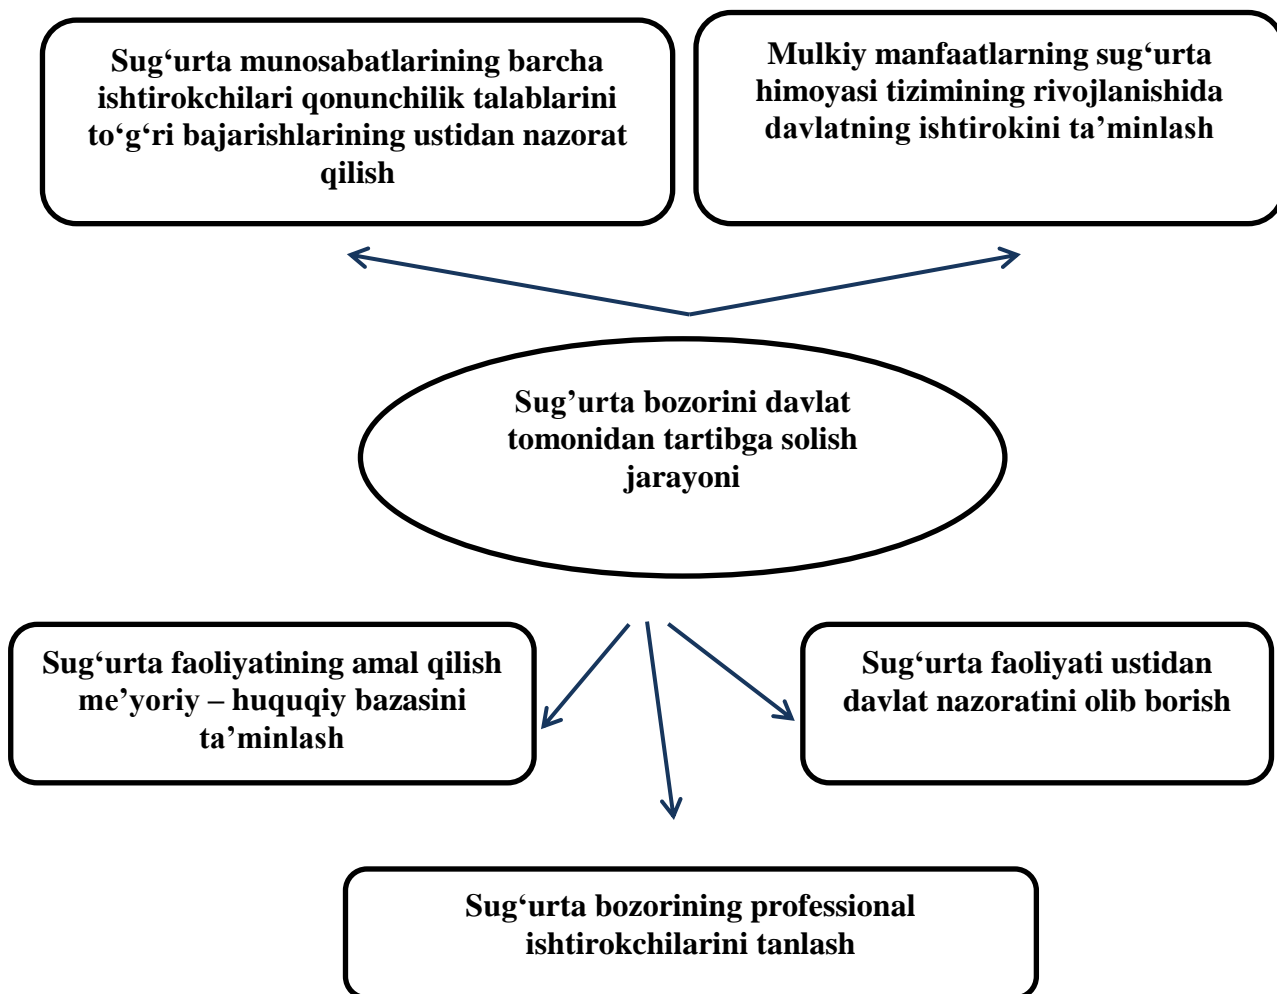 Sug‘urta munosabatlarining barcha
ishtirokchilari qonunchilik talablarini
to‘g‘ri bajarishlarining ustidan nazorat
qilish
Mulkiy manfaatlarning sug‘urta
himoyasi tizimining rivojlanishida
davlatning ishtirokini ta’minlash
Sug’urta bozorini davlat
tomonidan tartibga solish
jarayoni
Sug‘urta faoliyatining amal qilish
me’yoriy – huquqiy bazasini
ta’minlash
Sug‘urta faoliyati ustidan
davlat nazoratini olib borish
Sug‘urta bozorining professional
ishtirokchilarini tanlash